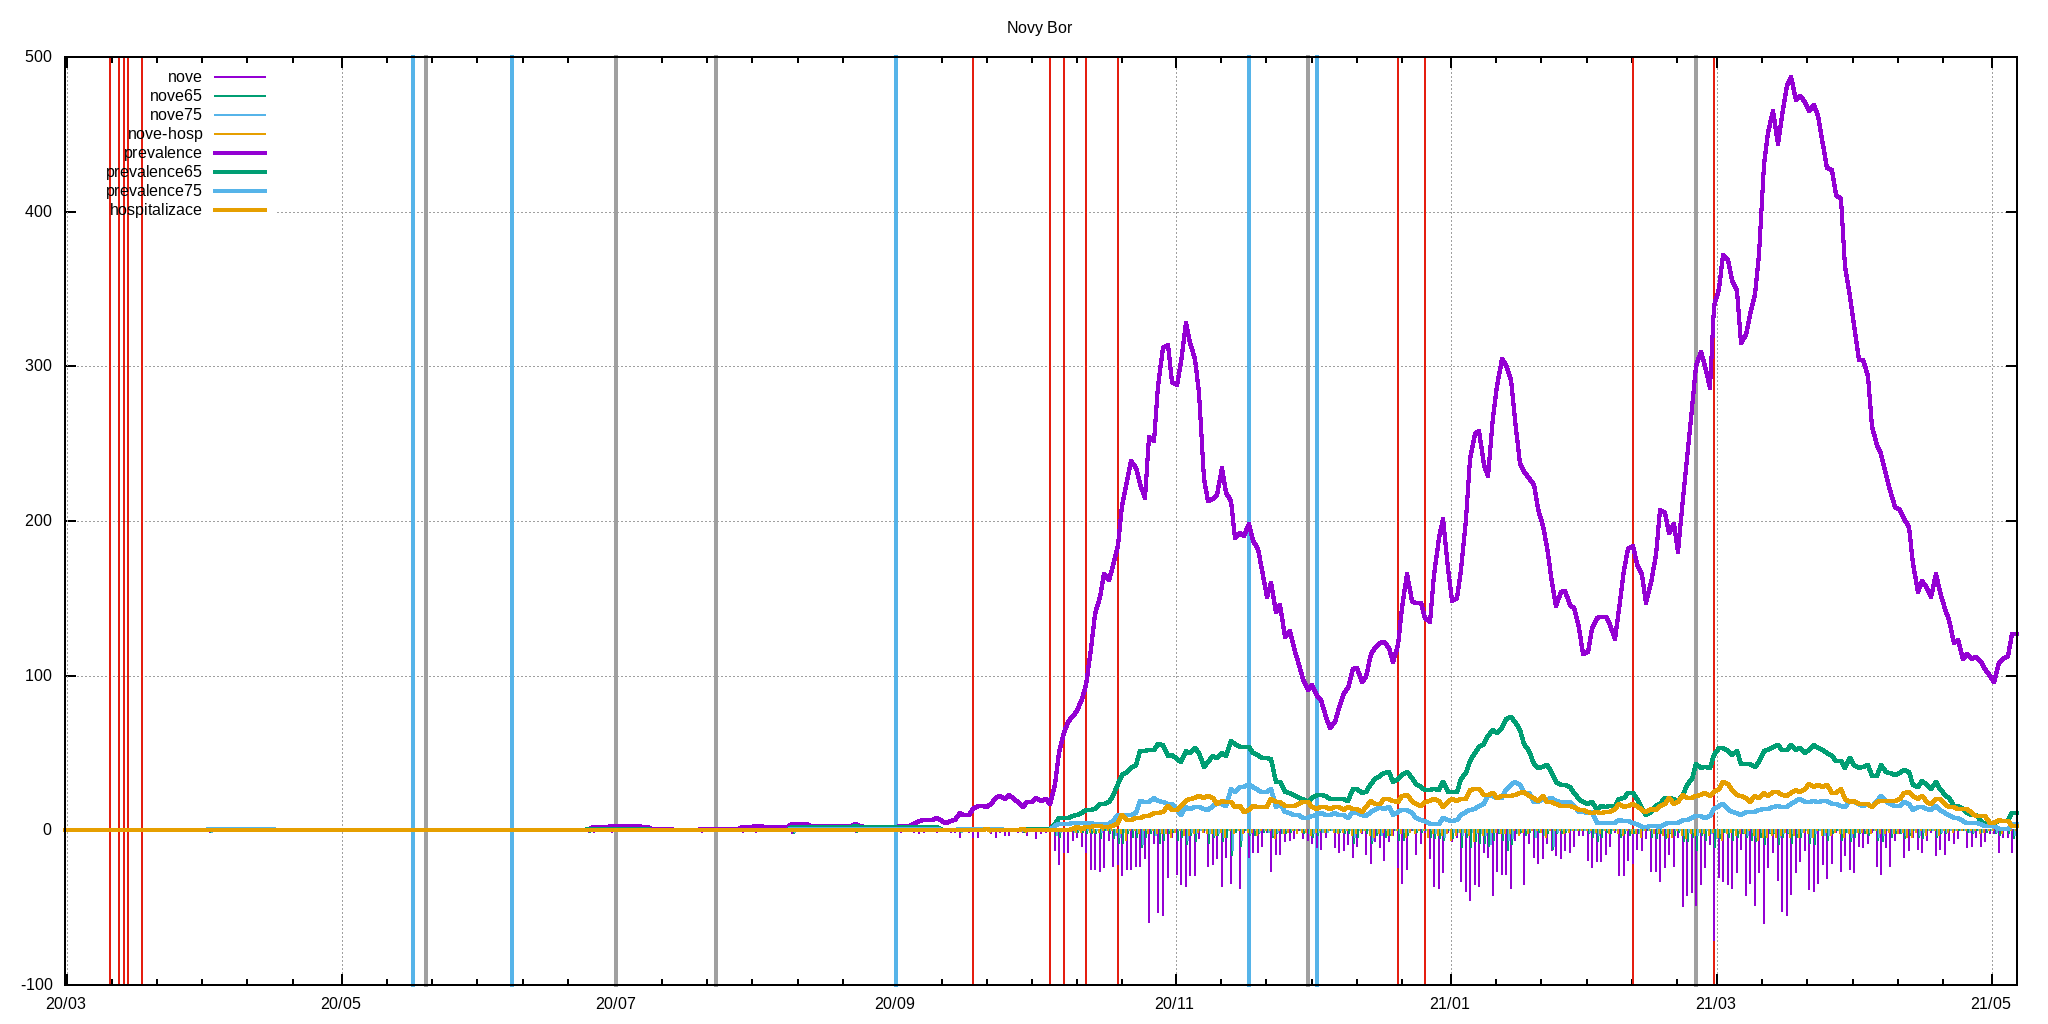 Novy Bor
500
nove
nove65
nove75
nove-hosp
prevalence
prevalence65
prevalence75
hospitalizace
400
300
200
100
0
-100
20/03 20/05 20/07 20/09 20/11 21/01 21/03 21/05